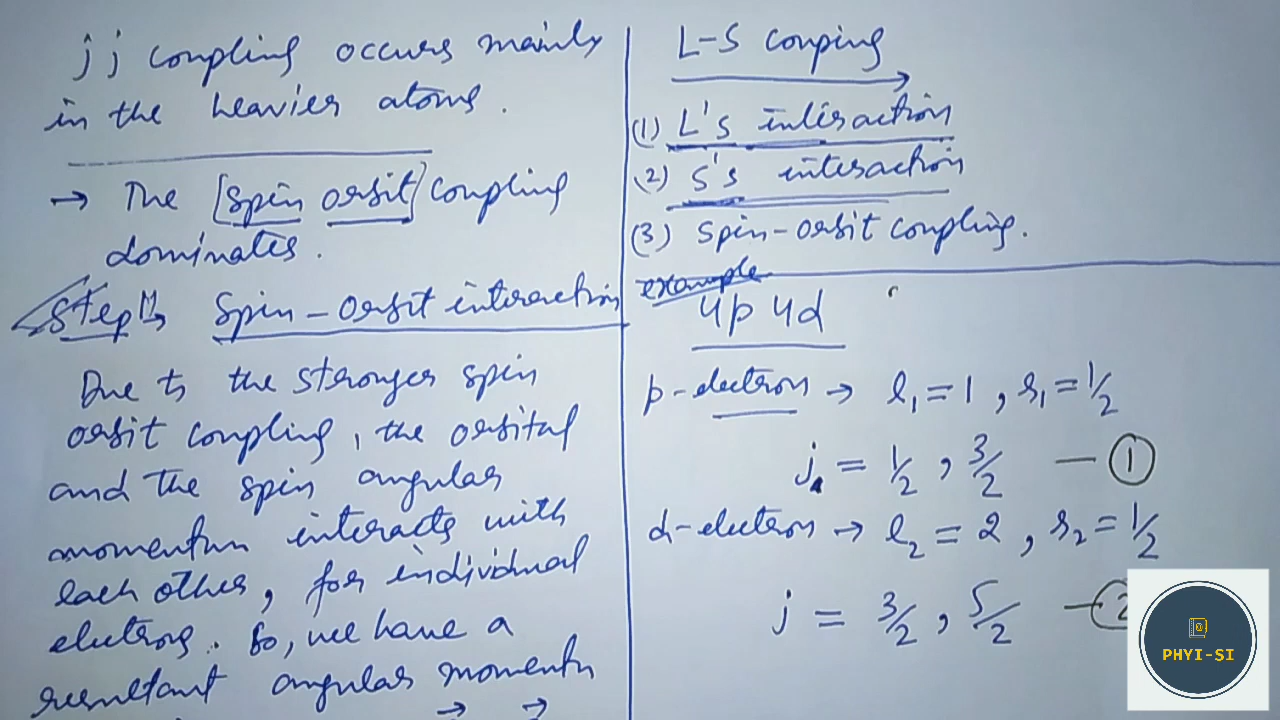 jj coupling occurs mainly
in the heavier atoms.
→ The [spin orbit] coupling
dominates.
Step 1 → Spin-orbit interaction
Due to the stronger spin
orbit coupling, the orbital
and the spin angular
momentum interacts with
each other, for individual
electrons. So, we have a
resultant angular momentu
L-S couping
(1) L's interaction
(2) S's interaction
(3) Spin-orbit coupling.
example
4p 4d
p-electron → l₁ = 1, s₁ = 1/2
j₁ = 1/2, 3/2 — ①
d-electron → l₂ = 2, s₂ = 1/2
j = 3/2, 5/2 — ②
PHYI-SI